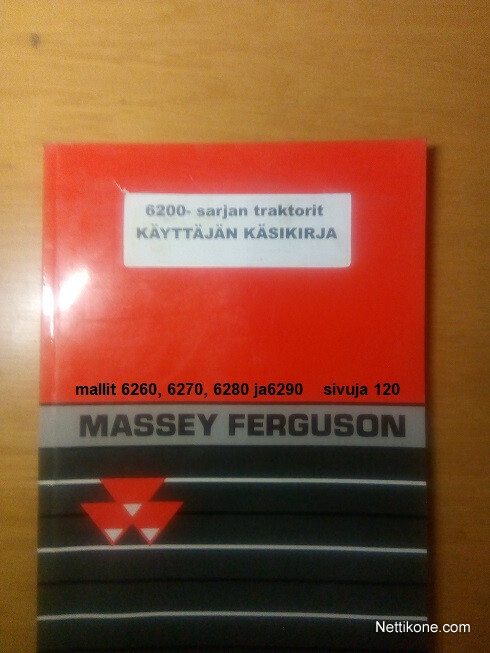 6200- sarjan traktorit
KÄYTTÄJÄN KÄSIKIRJA
mallit 6260, 6270, 6280 ja6290 sivuja 120
MASSEY FERGUSON
Nettikone.com